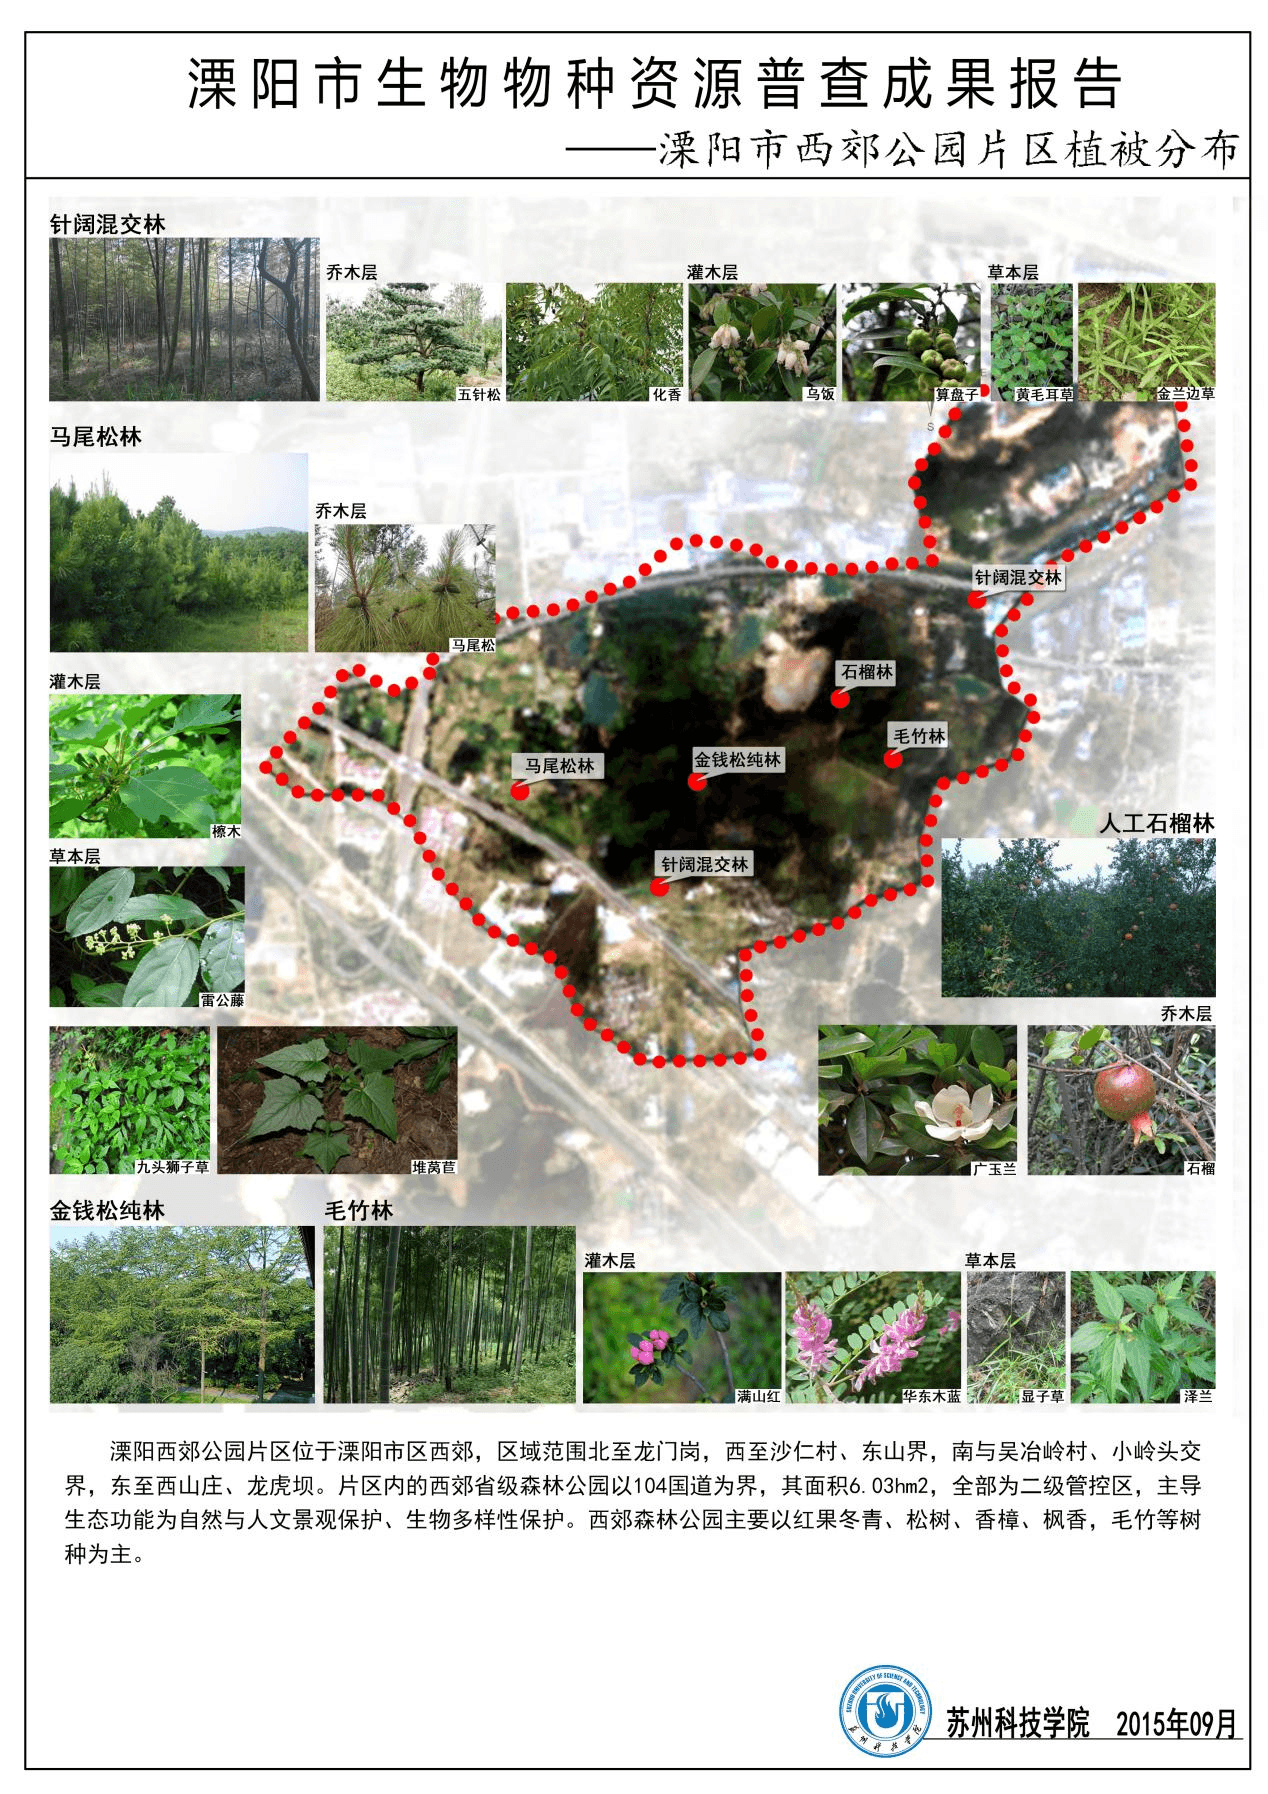 溧阳市生物物种资源普查成果报告
——溧阳市西郊公园片区植被分布
针阔混交林
乔木层
五针松
化香
灌木层
乌饭
算盘子
草本层
黄毛耳草
金兰边草
S
马尾松林
乔木层
马尾松
灌木层
檫木
草本层
雷公藤
九头狮子草
堆莴苣
针阔混交林
石榴林
毛竹林
金钱松纯林
马尾松林
针阔混交林
人工石榴林
乔木层
广玉兰
石榴
金钱松纯林
毛竹林
灌木层
满山红
华东木蓝
草本层
显子草
泽兰
溧阳西郊公园片区位于溧阳市区西郊，区域范围北至龙门岗，西至沙仁村、东山界，南与吴冶岭村、小岭头交
界，东至西山庄、龙虎坝。片区内的西郊省级森林公园以104国道为界，其面积6.03hm2，全部为二级管控区，主导
生态功能为自然与人文景观保护、生物多样性保护。西郊森林公园主要以红果冬青、松树、香樟、枫香，毛竹等树
种为主。
SUZHOU UNIVERSITY OF SCIENCE AND TECHNOLOGY
苏州科技学院
苏州科技学院 2015年09月